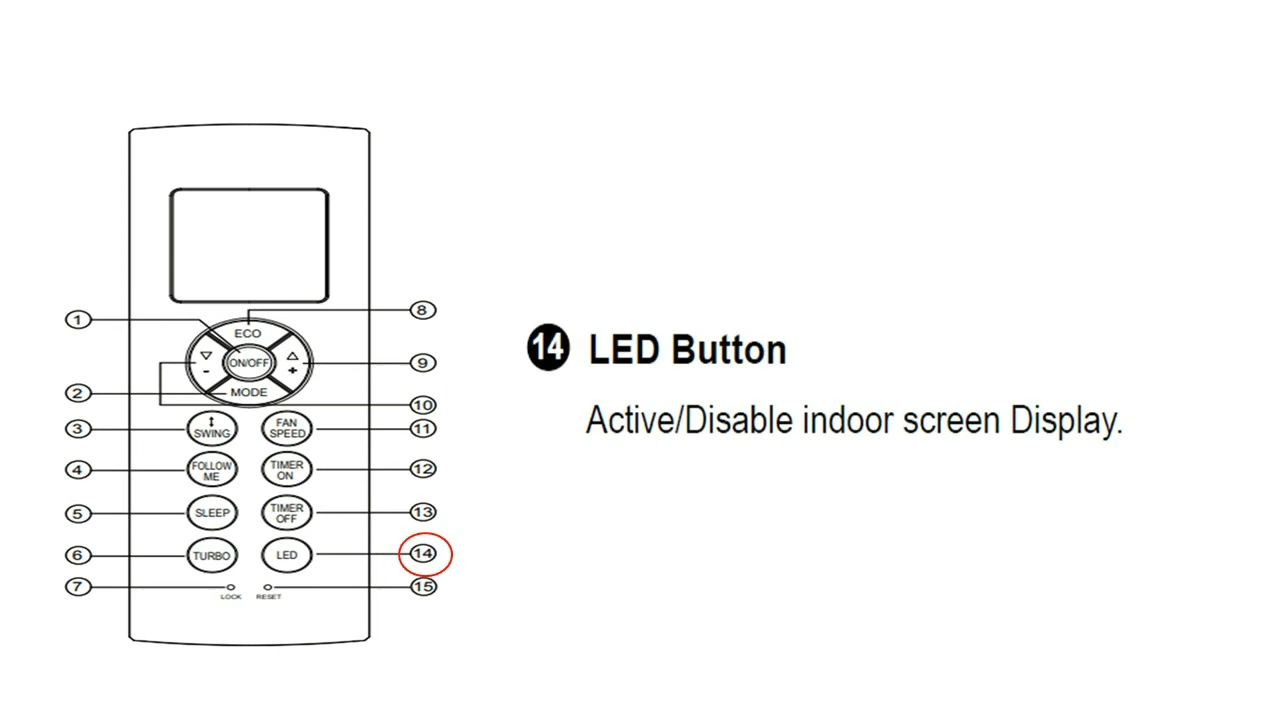 1
8
ECO
▽
ON/OFF
△
9
-
+
2
MODE
10
3
↕
SWING
FAN
SPEED
11
4
FOLLOW
ME
TIMER
ON
12
5
SLEEP
TIMER
OFF
13
6
TURBO
LED
14
7
15
LOCK
RESET
14 LED Button
Active/Disable indoor screen Display.